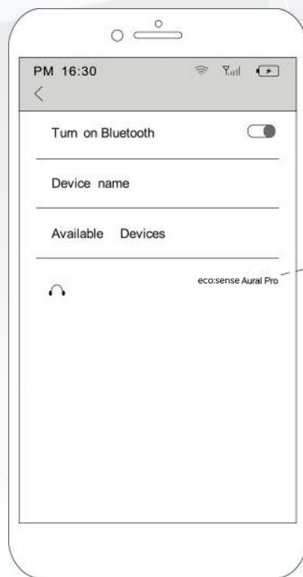 PM 16:30
Turn on Bluetooth
Device name
Available Devices
eco:sense Aural Pro